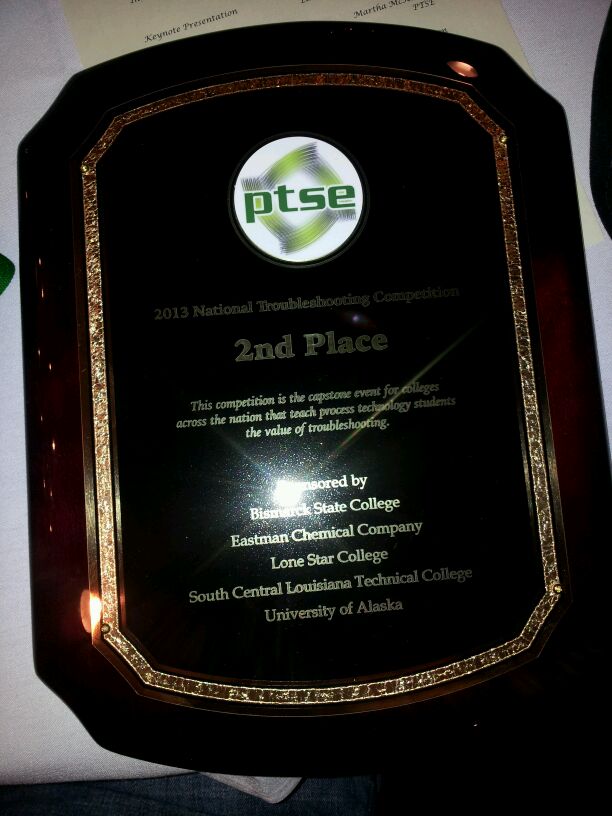 Keynote Presentation
Martha Mc
PTSE
ptse
2013 National Troubleshooting Competition
2nd Place
This competition is the capstone event for colleges
across the nation that teach process technology students
the value of troubleshooting.
Sponsored by
Bismarck State College
Eastman Chemical Company
Lone Star College
South Central Louisiana Technical College
University of Alaska